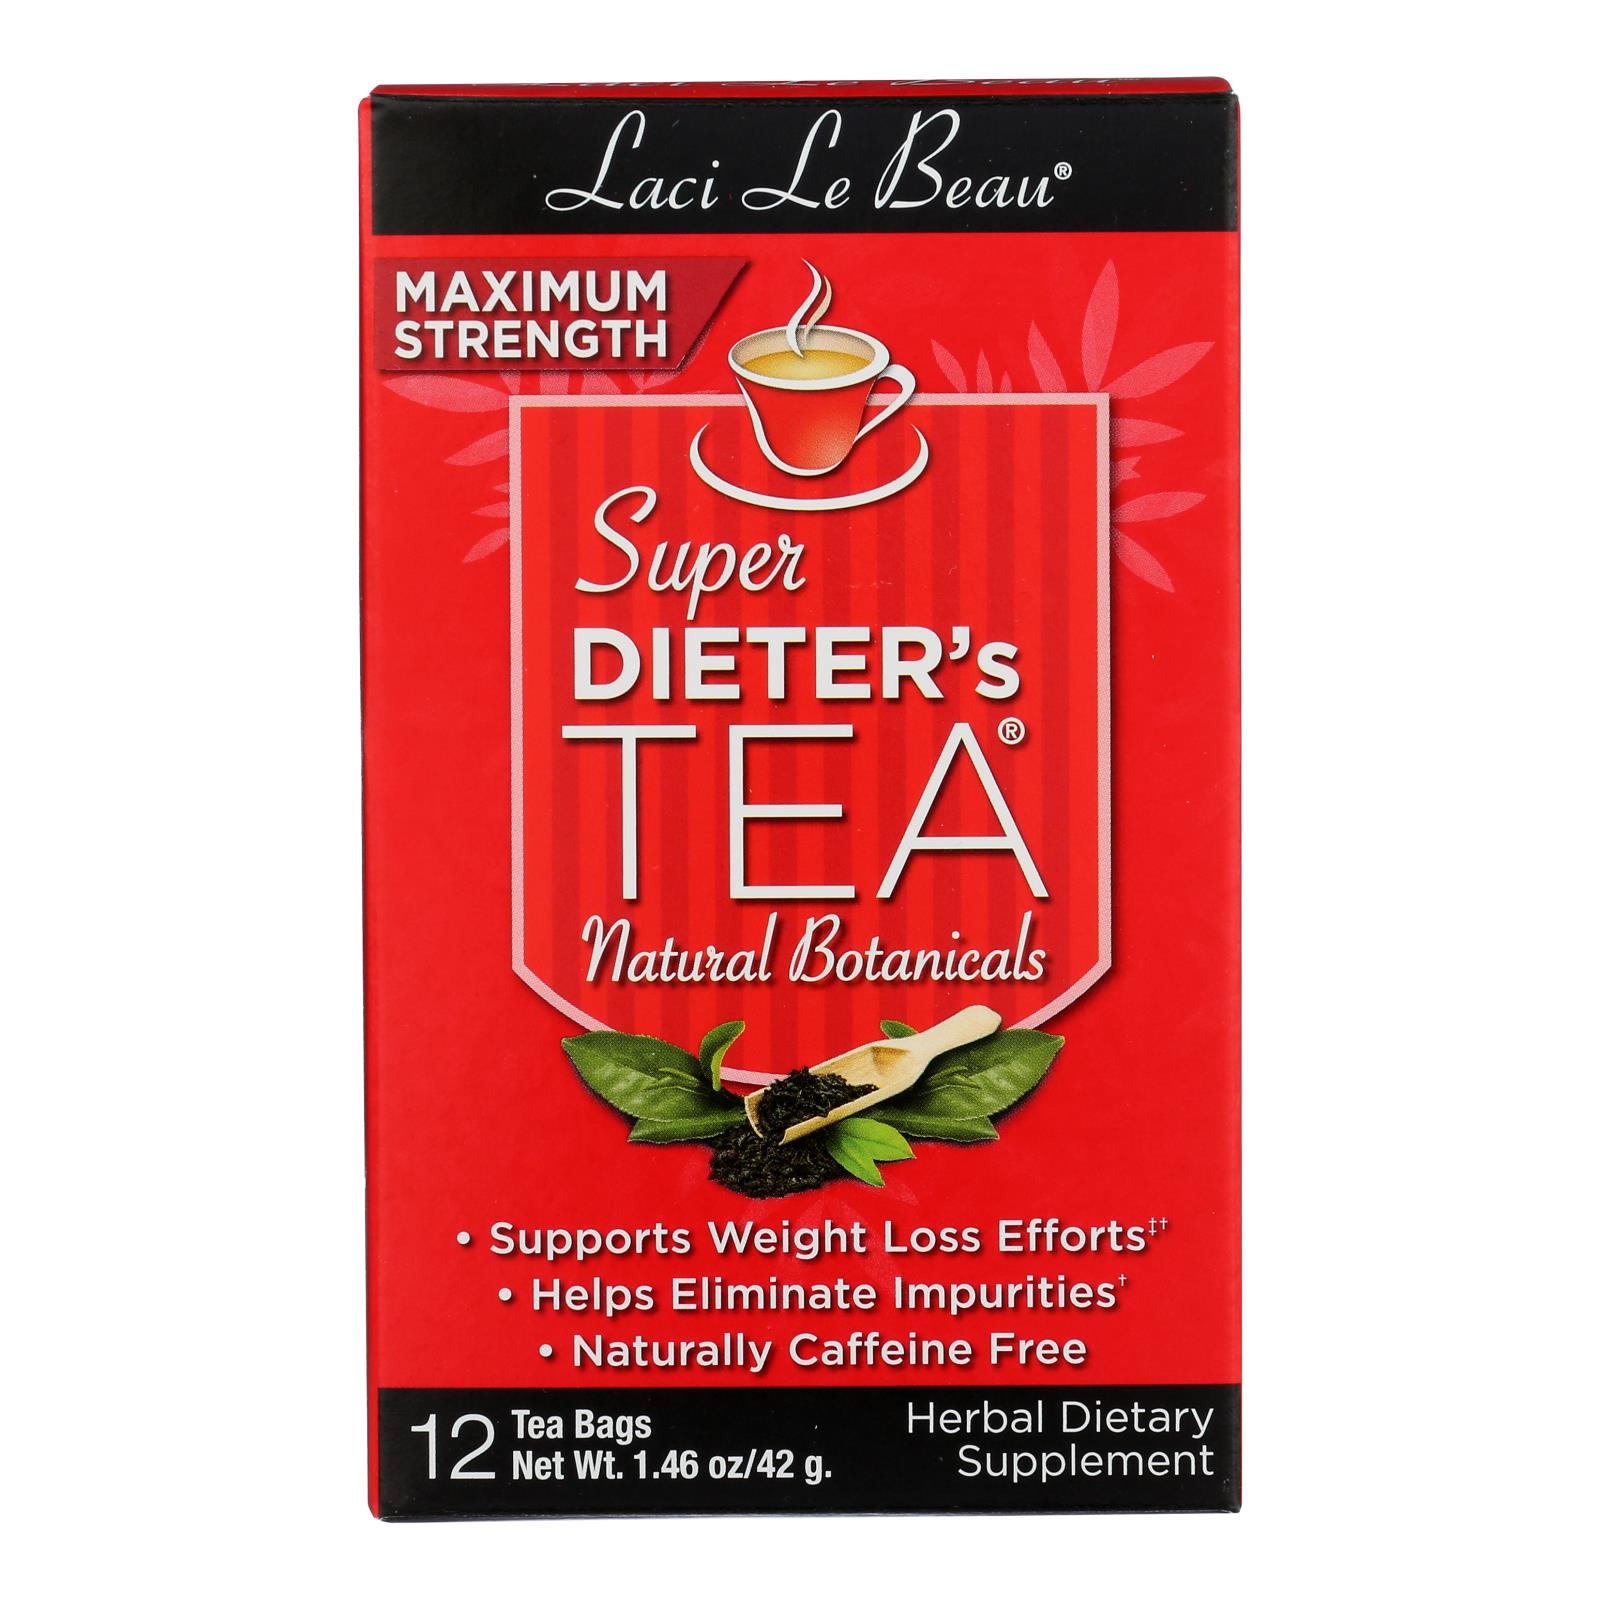 Laci Le Beau®
MAXIMUM
STRENGTH
Super
DIETER's
TEA®
Natural Botanicals
• Supports Weight Loss Efforts‡†
• Helps Eliminate Impurities†
• Naturally Caffeine Free
12 Tea Bags
Net Wt. 1.46 oz/42 g.
Herbal Dietary
Supplement